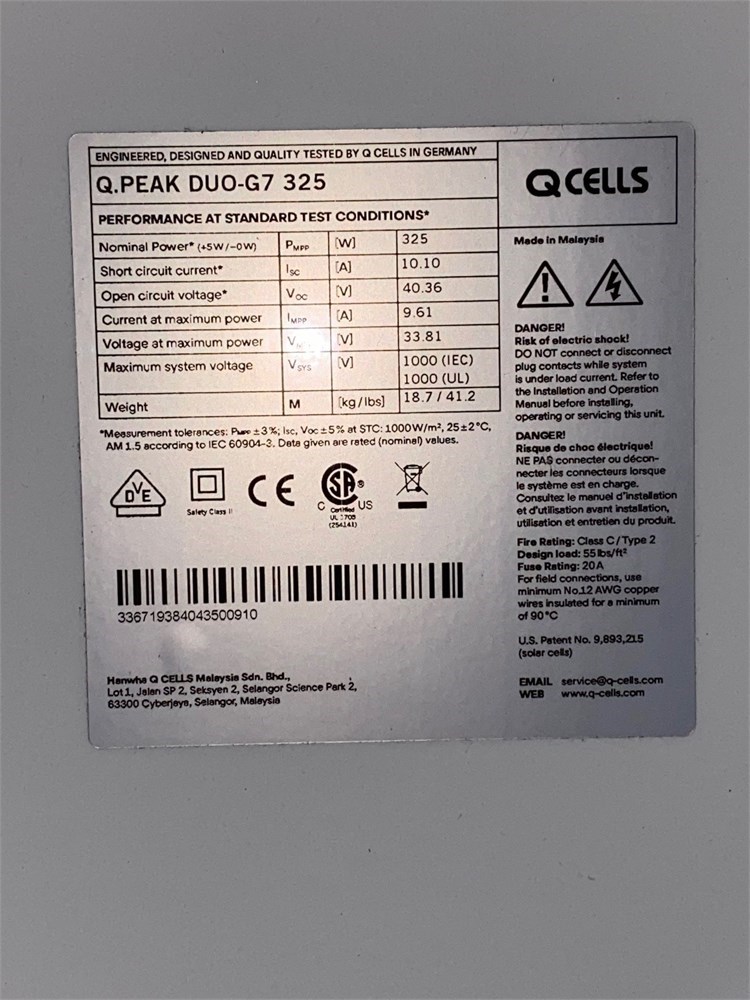 ENGINEERED, DESIGNED AND QUALITY TESTED BY Q CELLS IN GERMANY
Q.PEAK DUO-G7 325
PERFORMANCE AT STANDARD TEST CONDITIONS*
Nominal Power* (+5W/-0W) PMPP [W] 325
Short circuit current* ISC [A] 10.10
Open circuit voltage* VOC [V] 40.36
Current at maximum power IMPP [A] 9.61
Voltage at maximum power [V] 33.81
Maximum system voltage VSYS [V] 1000 (IEC)
1000 (UL)
Weight M [kg/lbs] 18.7 / 41.2
*Measurement tolerances: PMPP ±3%; Isc, Voc ±5% at STC: 1000W/m², 25±2°C,
AM 1.5 according to IEC 60904-3. Data given are rated (nominal) values.
DVE
Safety Class II
CE
SA ®
C Certified US
UL 1703
(254141)
336719384043500910
Hanwha Q CELLS Malaysia Sdn. Bhd.,
Lot 1, Jalan SP 2, Seksyen 2, Selangor Science Park 2,
63300 Cyberjaya, Selangor, Malaysia
Q CELLS
Made in Malaysia
DANGER!
Risk of electric shock!
DO NOT connect or disconnect
plug contacts while system
is under load current. Refer to
the Installation and Operation
Manual before installing,
operating or servicing this unit.
DANGER!
Risque de choc électrique!
NE PAS connecter ou décon-
necter les connecteurs lorsque
le système est en charge.
Consultez le manuel d'installation
et d'utilisation avant installation,
utilisation et entretien du produit.
Fire Rating: Class C / Type 2
Design load: 55 lbs/ft²
Fuse Rating: 20A
For field connections, use
minimum No.12 AWG copper
wires insulated for a minimum
of 90°C
U.S. Patent No. 9,893,215
(solar cells)
EMAIL service@q-cells.com
WEB www.q-cells.com